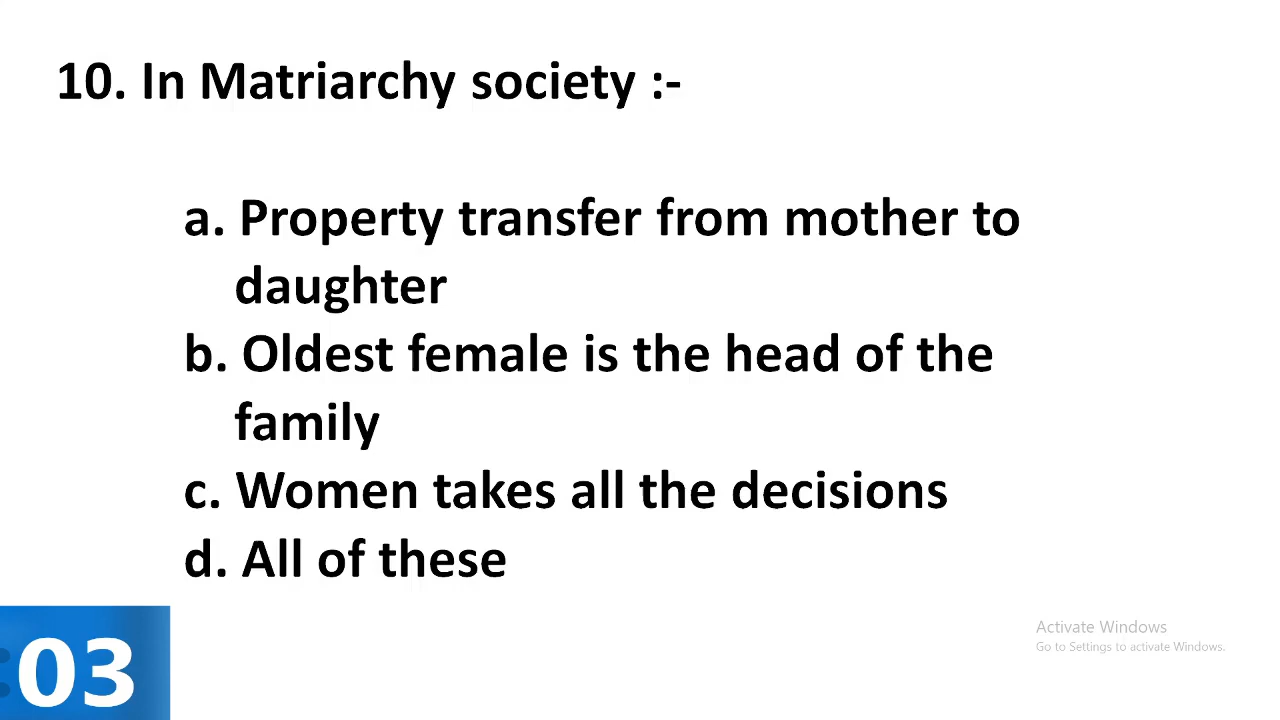 10. In Matriarchy society :-
a. Property transfer from mother to
daughter
b. Oldest female is the head of the
family
c. Women takes all the decisions
d. All of these
03
Activate Windows
Go to Settings to activate Windows.